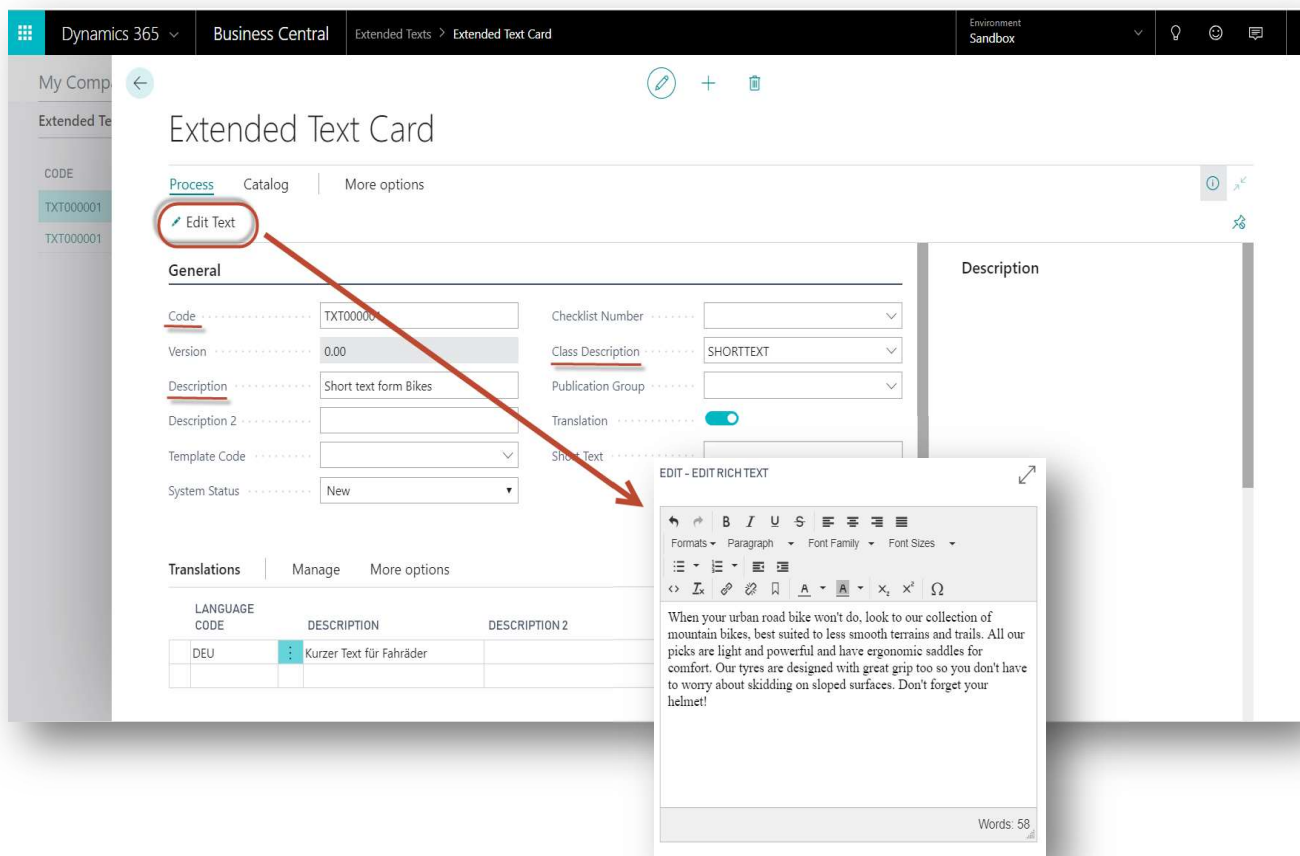 Dynamics 365
Business Central
Extended Texts > Extended Text Card
Environment
Sandbox
My Comp
Extended Te
CODE
TXT000001
TXT000001
Extended Text Card
Process Catalog More options
Edit Text
General
Code TXT000001
Version 0.00
Description Short text form Bikes
Description 2
Template Code
System Status New
Checklist Number
Class Description SHORTTEXT
Publication Group
Translation
Short Text
Description
Translations Manage More options
LANGUAGE
CODE DESCRIPTION DESCRIPTION 2
DEU Kurzer Text für Fahräder
EDIT - EDIT RICH TEXT
B I U S
Formats Paragraph Font Family Font Sizes
A A x₂ x² Ω
When your urban road bike won't do, look to our collection of
mountain bikes, best suited to less smooth terrains and trails. All our
picks are light and powerful and have ergonomic saddles for
comfort. Our tyres are designed with great grip too so you don't have
to worry about skidding on sloped surfaces. Don't forget your
helmet!
Words: 58